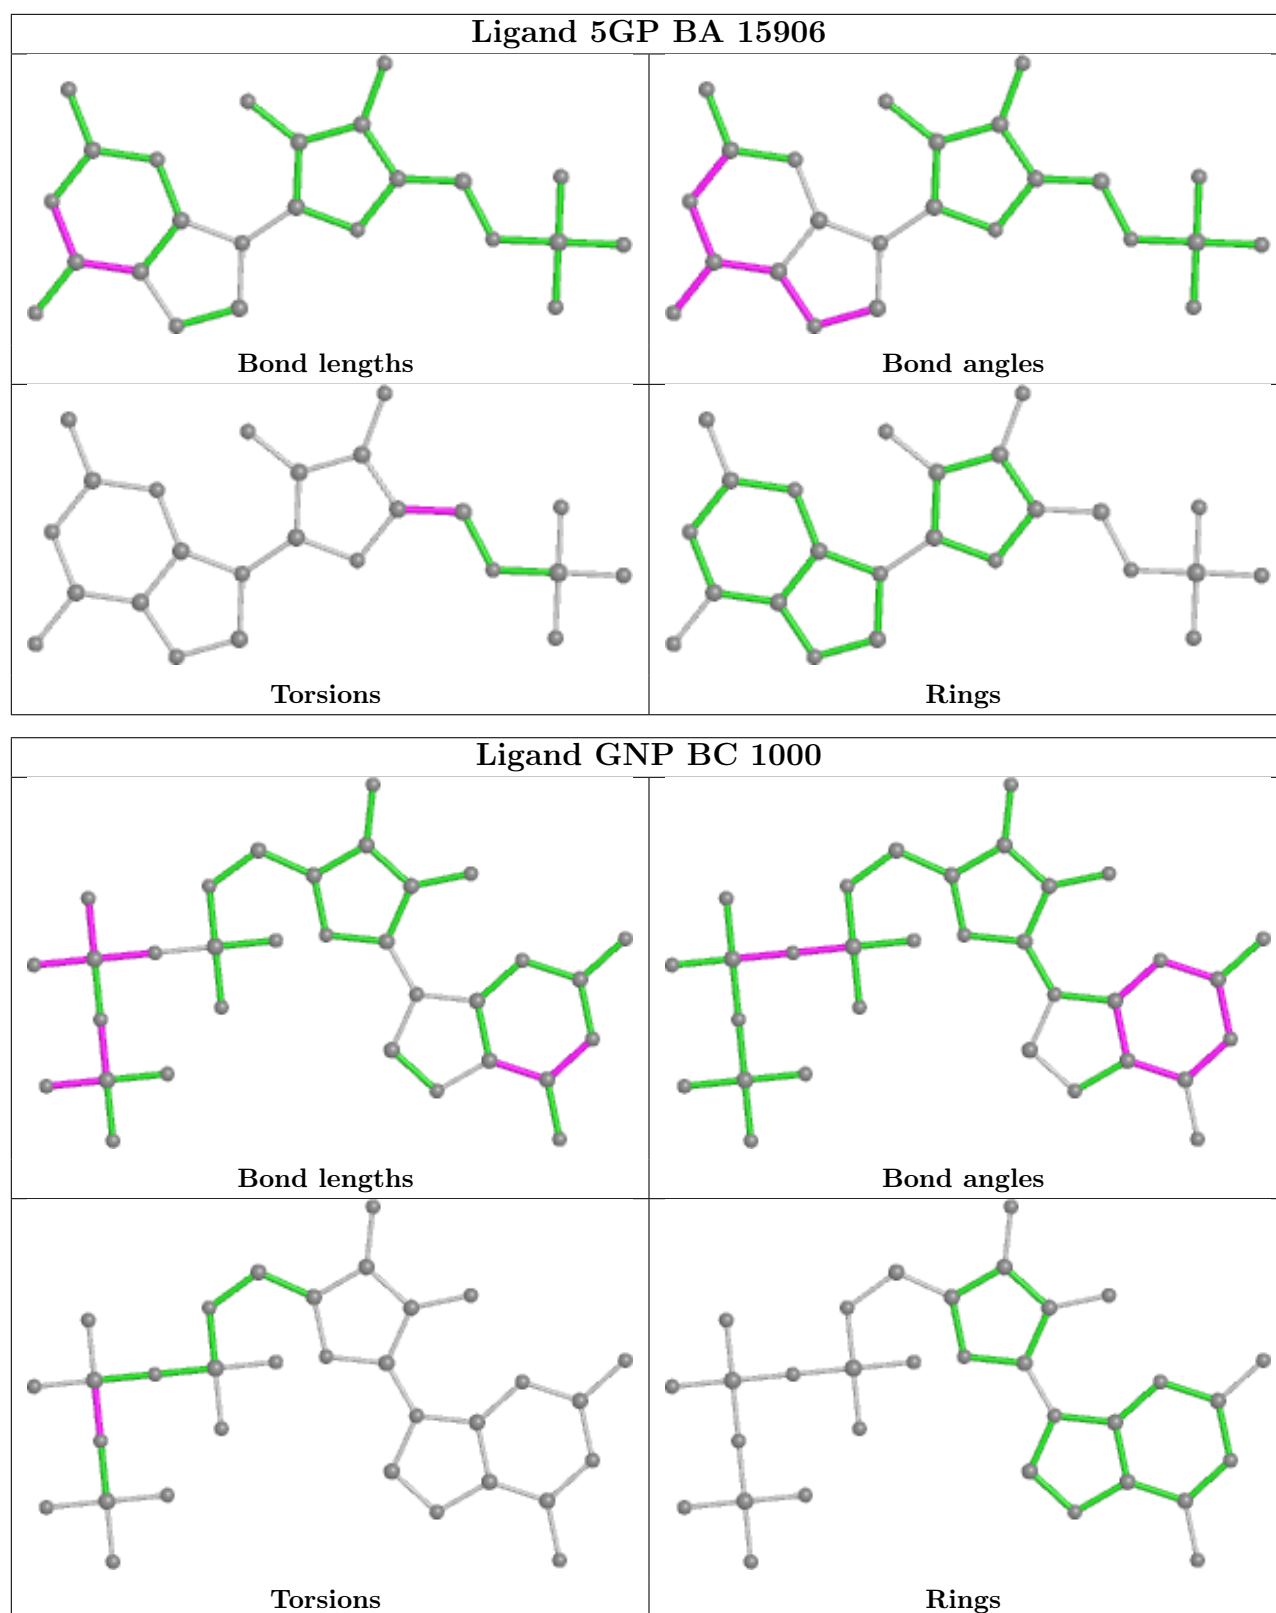 Ligand 5GP BA 15906
Bond lengths
Bond angles
Torsions
Rings
Ligand GNP BC 1000
Bond lengths
Bond angles
Torsions
Rings